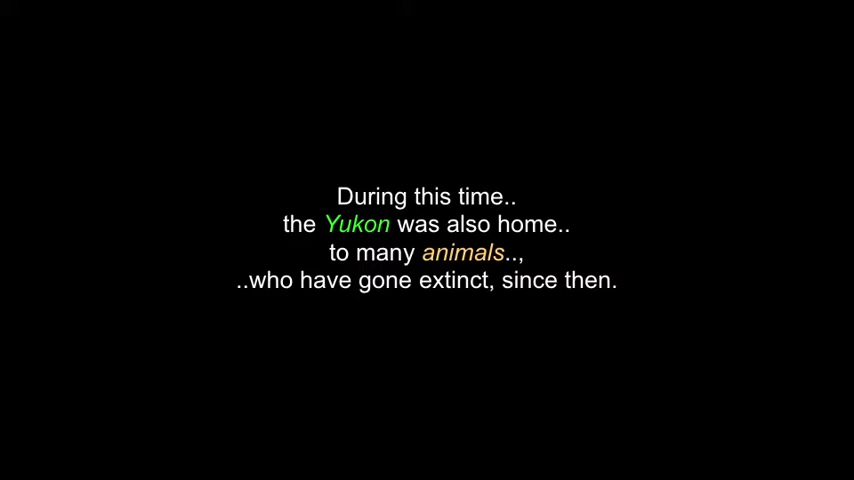 During this time..
the Yukon was also home..
to many animals..,
..who have gone extinct, since then.